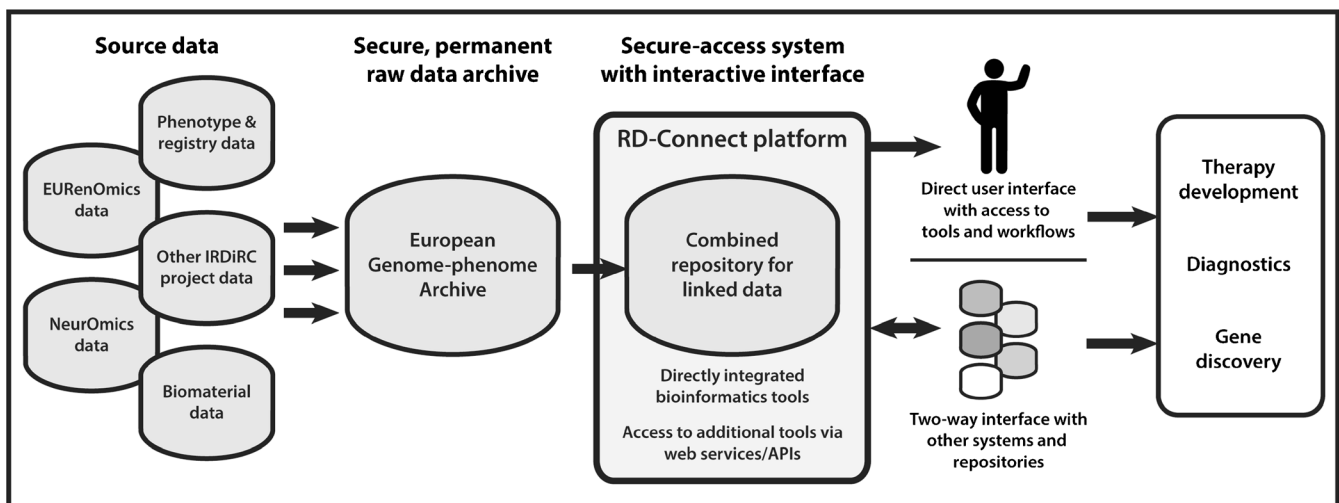 Source data
Phenotype &
registry data
EURenOmics
data
Other IRDiRC
project data
NeurOmics
data
Biomaterial
data
Secure, permanent
raw data archive
European
Genome-phenome
Archive
Secure-access system
with interactive interface
RD-Connect platform
Combined
repository for
linked data
Directly integrated
bioinformatics tools
Access to additional tools via
web services/APIs
Direct user interface
with access to
tools and workflows
Two-way interface with
other systems and
repositories
Therapy
development
Diagnostics
Gene
discovery